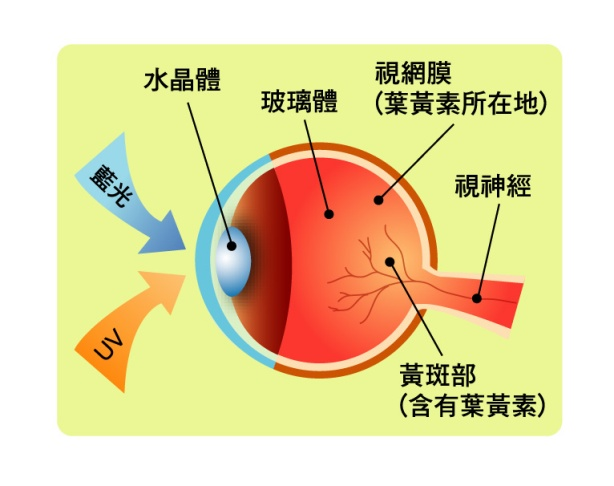 水晶體
玻璃體
視網膜
（葉黃素所在地）
藍光
視神經
UV
黃斑部
（含有葉黃素）